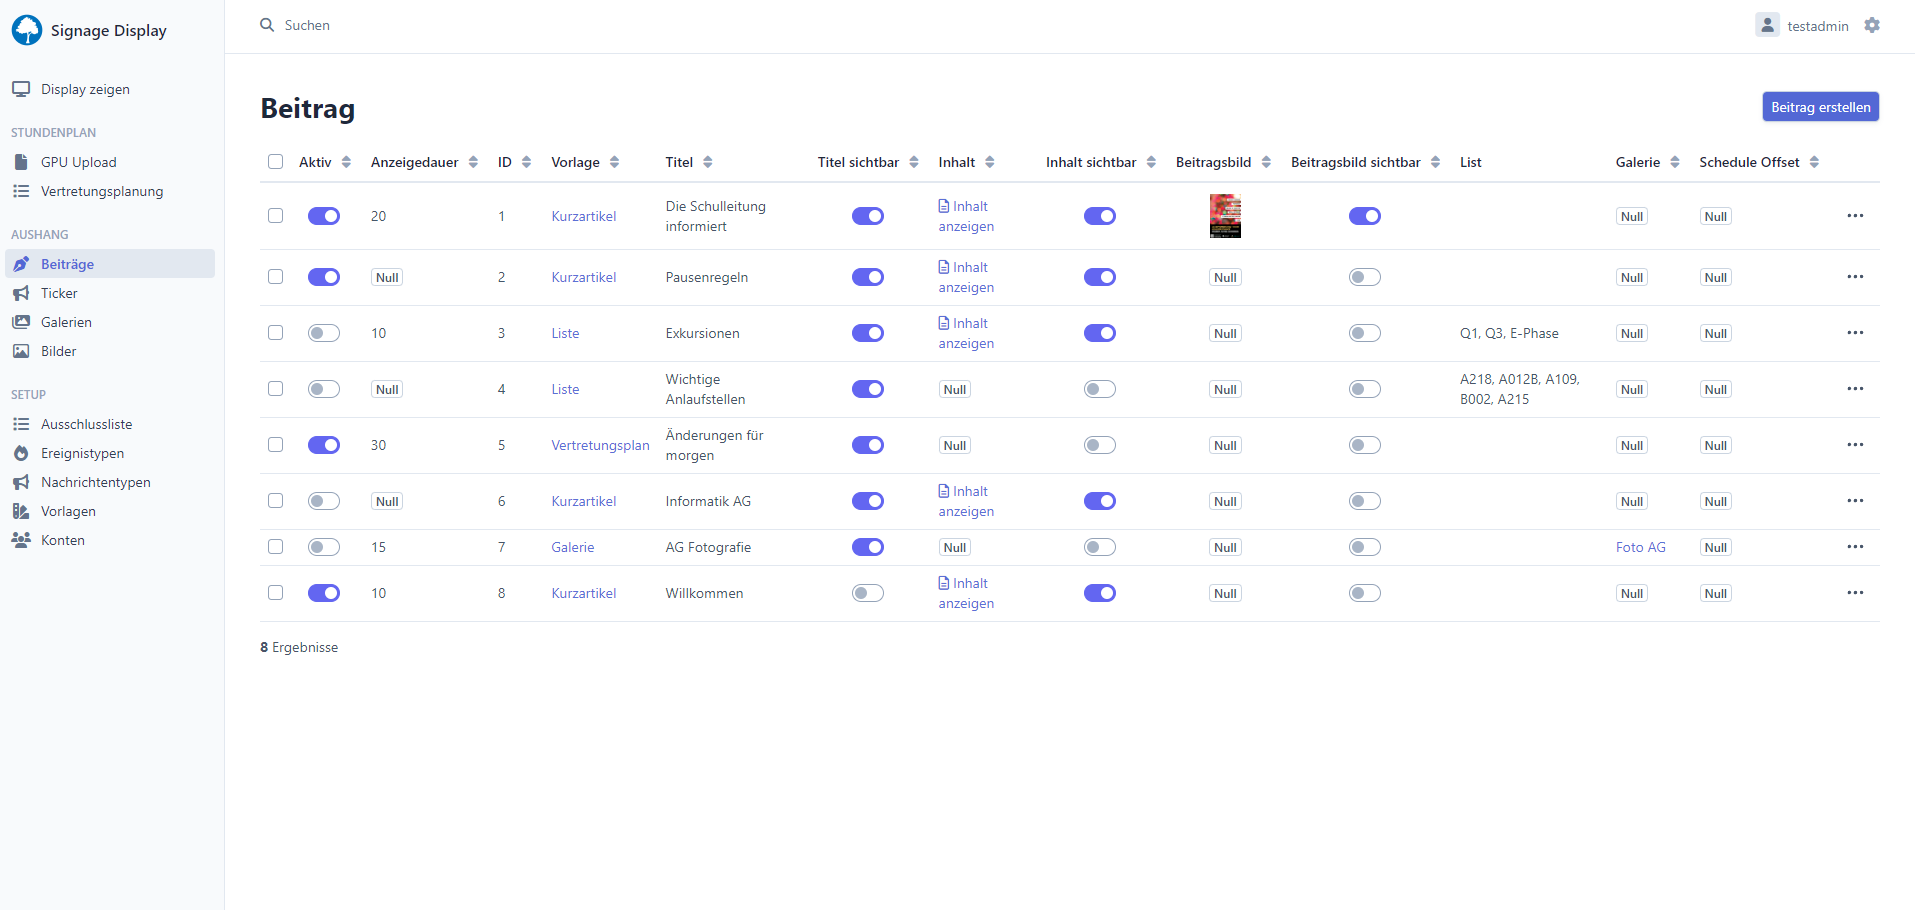 Signage Display
Suchen
testadmin
Display zeigen
STUNDENPLAN
GPU Upload
Vertretungsplanung
AUSHANG
Beiträge
Ticker
Galerien
Bilder
SETUP
Ausschlussliste
Ereignistypen
Nachrichtentypen
Vorlagen
Konten
Beitrag
Beitrag erstellen
Aktiv Anzeigedauer ID Vorlage Titel Titel sichtbar Inhalt Inhalt sichtbar Beitragsbild Beitragsbild sichtbar List Galerie Schedule Offset
20 1 Kurzartikel Die Schulleitung Inhalt Null Null
informiert anzeigen
Null 2 Kurzartikel Pausenregeln Inhalt Null Null Null
anzeigen
10 3 Liste Exkursionen Inhalt Null Q1, Q3, E-Phase Null Null
anzeigen
Null 4 Liste Wichtige Null Null A218, A012B, A109, Null Null
Anlaufstellen B002, A215
30 5 Vertretungsplan Änderungen für Null Null Null Null
morgen
Null 6 Kurzartikel Informatik AG Inhalt Null Null Null
anzeigen
15 7 Galerie AG Fotografie Null Null Foto AG Null
10 8 Kurzartikel Willkommen Inhalt Null Null Null
anzeigen
8 Ergebnisse